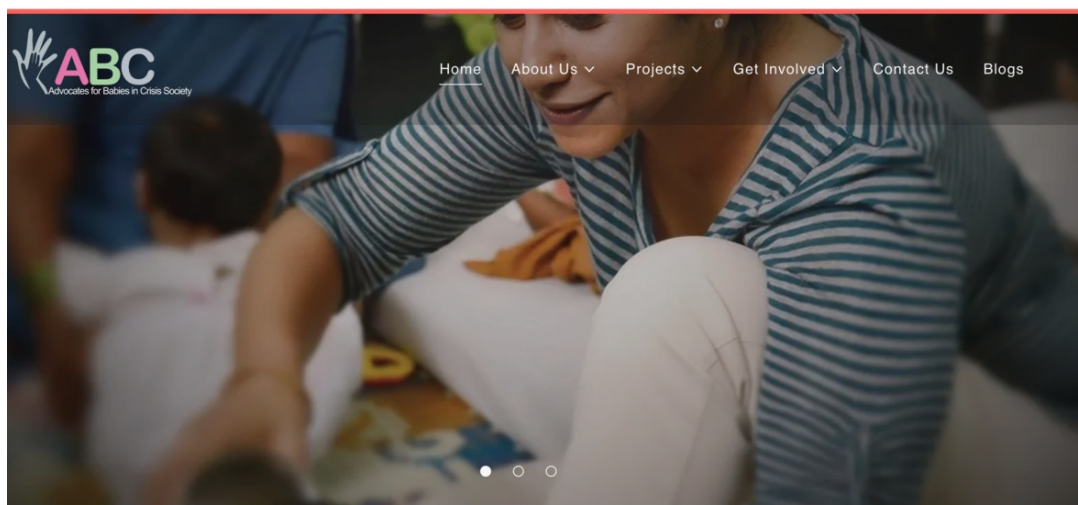 ABC
Advocates for Babies in Crisis Society
Home About Us Projects Get Involved Contact Us Blogs